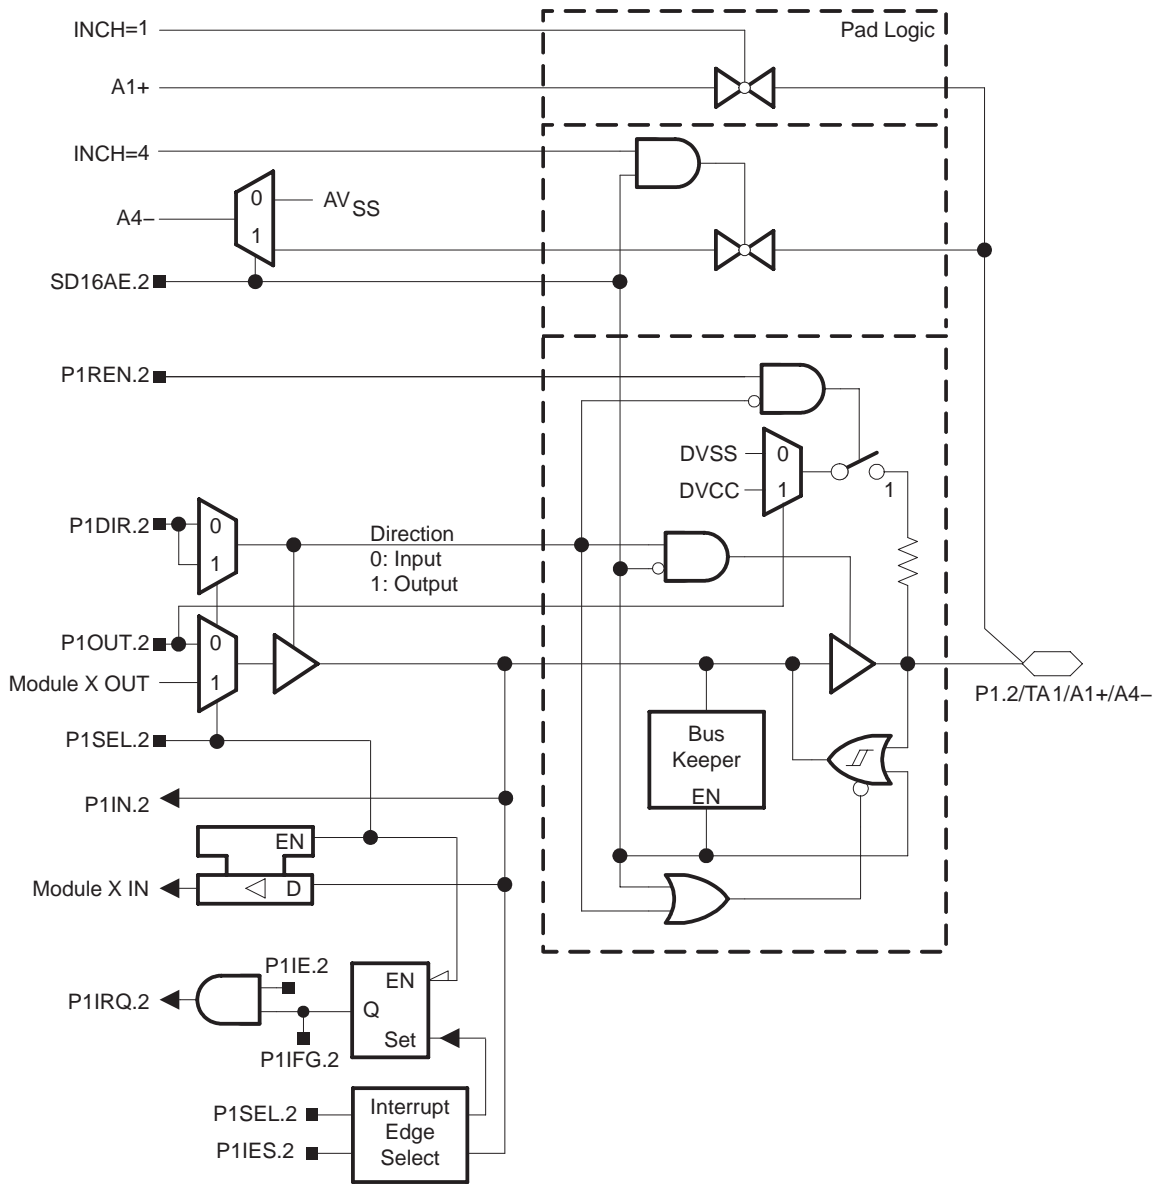 INCH=1
Pad Logic
A1+
INCH=4
0
AVSS
A4–
1
SD16AE.2
P1REN.2
DVSS
0
DVCC
1
1
P1DIR.2
0
1
Direction
0: Input
1: Output
P1OUT.2
0
Module X OUT
1
P1.2/TA1/A1+/A4–
P1SEL.2
Bus
Keeper
EN
P1IN.2
EN
Module X IN
D
P1IE.2
EN
P1IRQ.2
Q
Set
P1IFG.2
P1SEL.2
P1IES.2
Interrupt
Edge
Select